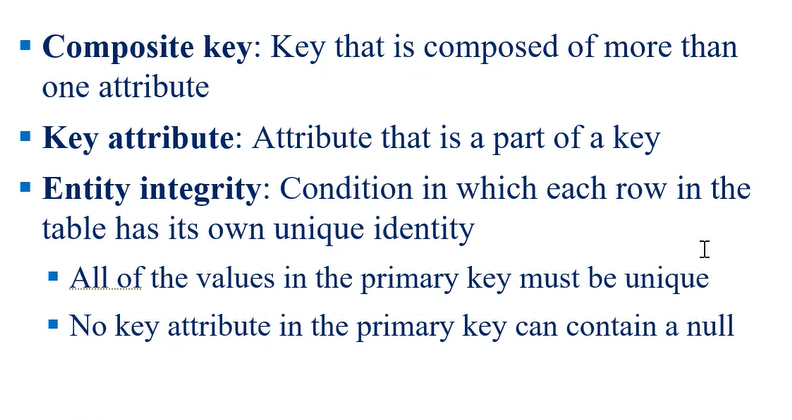 ▪ Composite key: Key that is composed of more than
one attribute
▪ Key attribute: Attribute that is a part of a key
▪ Entity integrity: Condition in which each row in the
table has its own unique identity
▪ All of the values in the primary key must be unique
▪ No key attribute in the primary key can contain a null